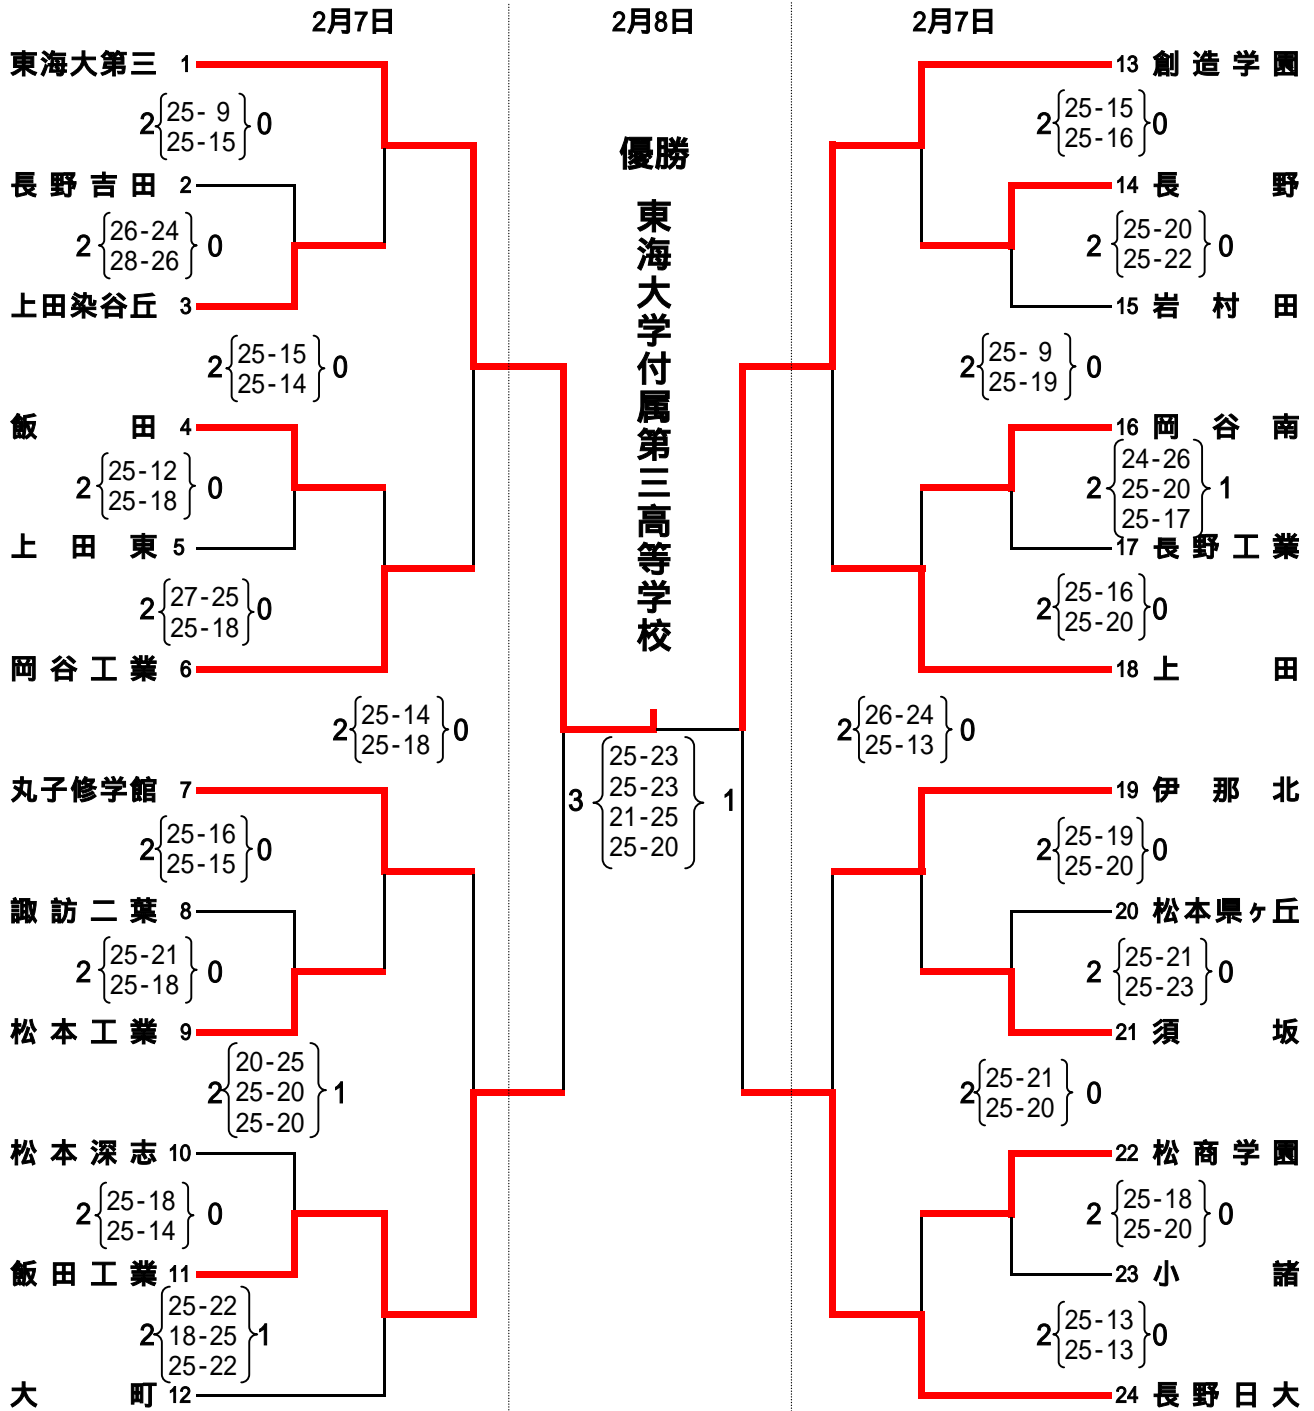 2月7日
2月8日
2月7日
東海大第三 1
2 25- 9 0
25-15
長野吉田 2
2 26-24 0
28-26
上田染谷丘 3
2 25-15 0
25-14
飯田 4
2 25-12 0
25-18
上田東 5
2 27-25 0
25-18
岡谷工業 6
2 25-14 0
25-18
丸子修学館 7
2 25-16 0
25-15
諏訪二葉 8
2 25-21 0
25-18
松本工業 9
20-25
2 25-20 1
25-20
松本深志 10
2 25-18 0
25-14
飯田工業 11
25-22
2 18-25 1
25-22
大町 12
優勝
東海大学付属第三高等学校
25-23
3 25-23 1
21-25
25-20
13 創造学園
2 25-15 0
25-16
14 長野
2 25-20 0
25-22
15 岩村田
2 25- 9 0
25-19
16 岡谷南
24-26
2 25-20 1
25-17
17 長野工業
2 25-16 0
25-20
18 上田
2 26-24 0
25-13
19 伊那北
2 25-19 0
25-20
20 松本県ヶ丘
2 25-21 0
25-23
21 須坂
2 25-21 0
25-20
22 松商学園
2 25-18 0
25-20
23 小諸
2 25-13 0
25-13
24 長野日大